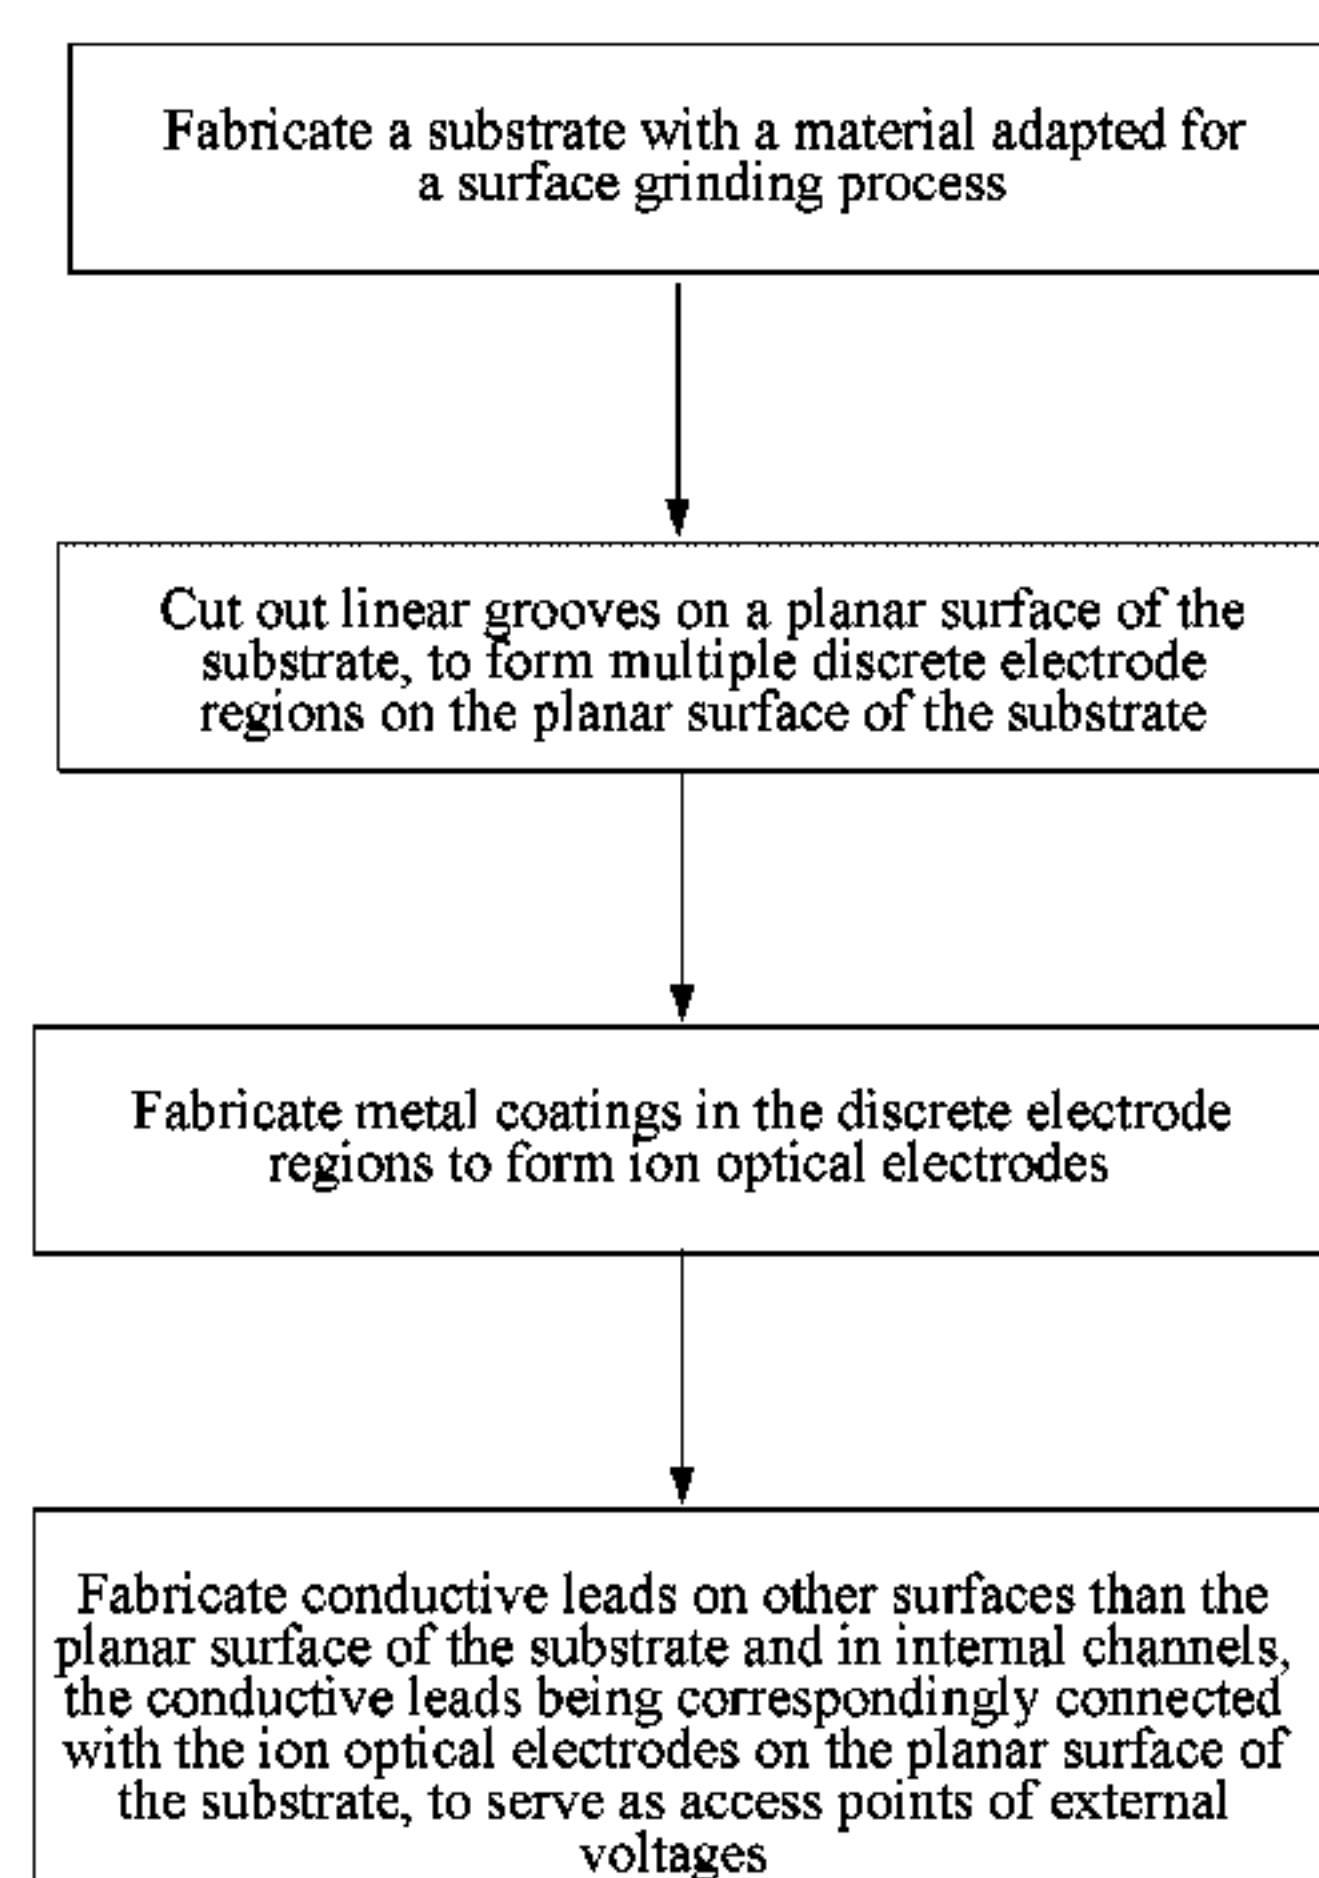 Fabricate a substrate with a material adapted for
a surface grinding process
Cut out linear grooves on a planar surface of the
substrate, to form multiple discrete electrode
regions on the planar surface of the substrate
Fabricate metal coatings in the discrete electrode
regions to form ion optical electrodes
Fabricate conductive leads on other surfaces than the
planar surface of the substrate and in internal channels,
the conductive leads being correspondingly connected
with the ion optical electrodes on the planar surface of
the substrate, to serve as access points of external
voltages